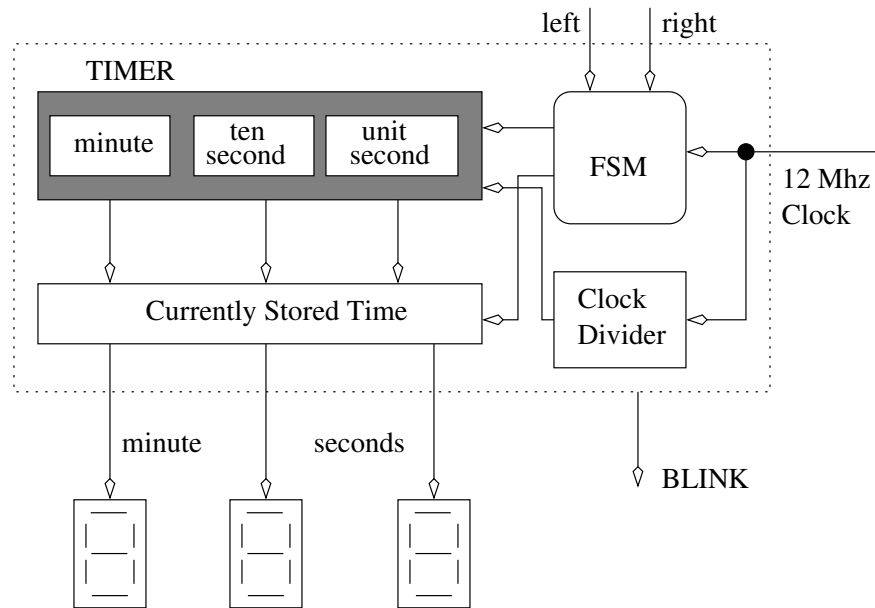 left
right
TIMER
minute
ten
second
unit
second
FSM
12 Mhz
Clock
Currently Stored Time
Clock
Divider
minute
seconds
BLINK